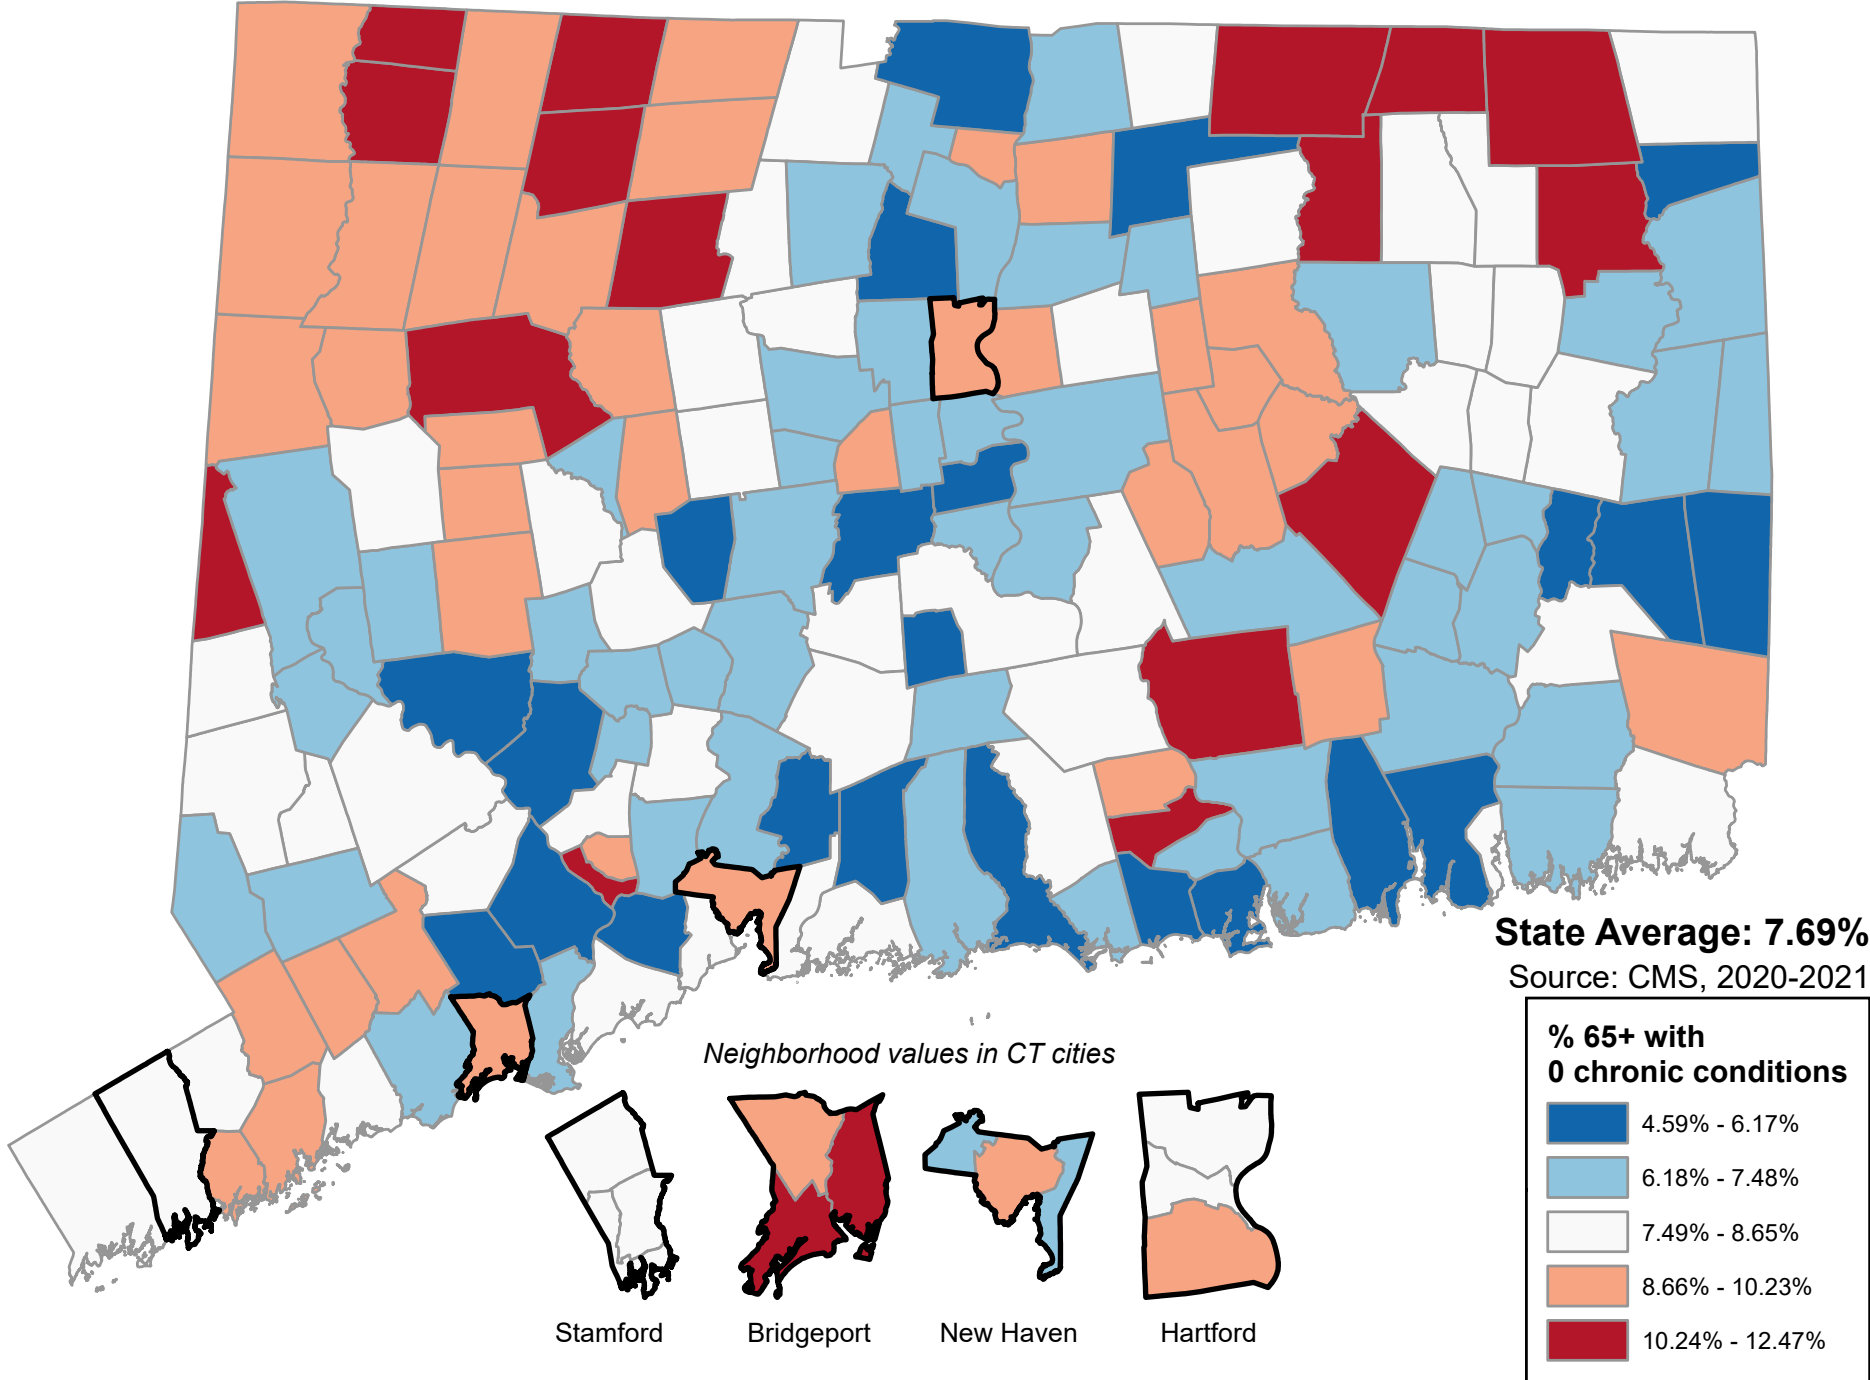 State Average: 7.69%
Source: CMS, 2020-2021
% 65+ with
0 chronic conditions
4.59% - 6.17%
6.18% - 7.48%
7.49% - 8.65%
8.66% - 10.23%
10.24% - 12.47%
Neighborhood values in CT cities
Stamford
Bridgeport
New Haven
Hartford